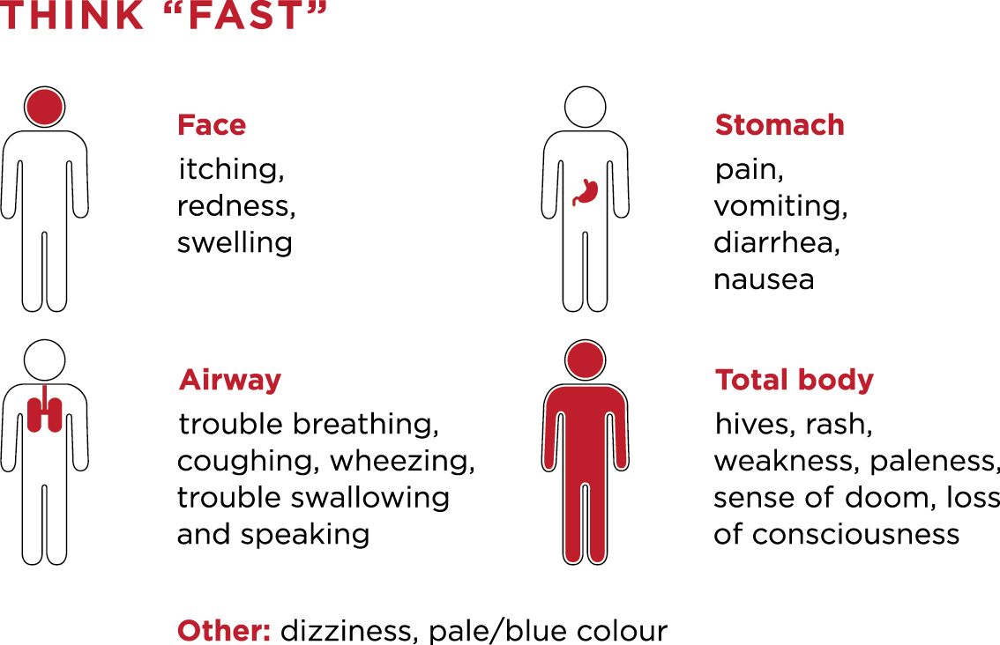 THINK “FAST”
Face
itching,
redness,
swelling
Stomach
pain,
vomiting,
diarrhea,
nausea
Airway
trouble breathing,
coughing, wheezing,
trouble swallowing
and speaking
Total body
hives, rash,
weakness, paleness,
sense of doom, loss
of consciousness
Other: dizziness, pale/blue colour